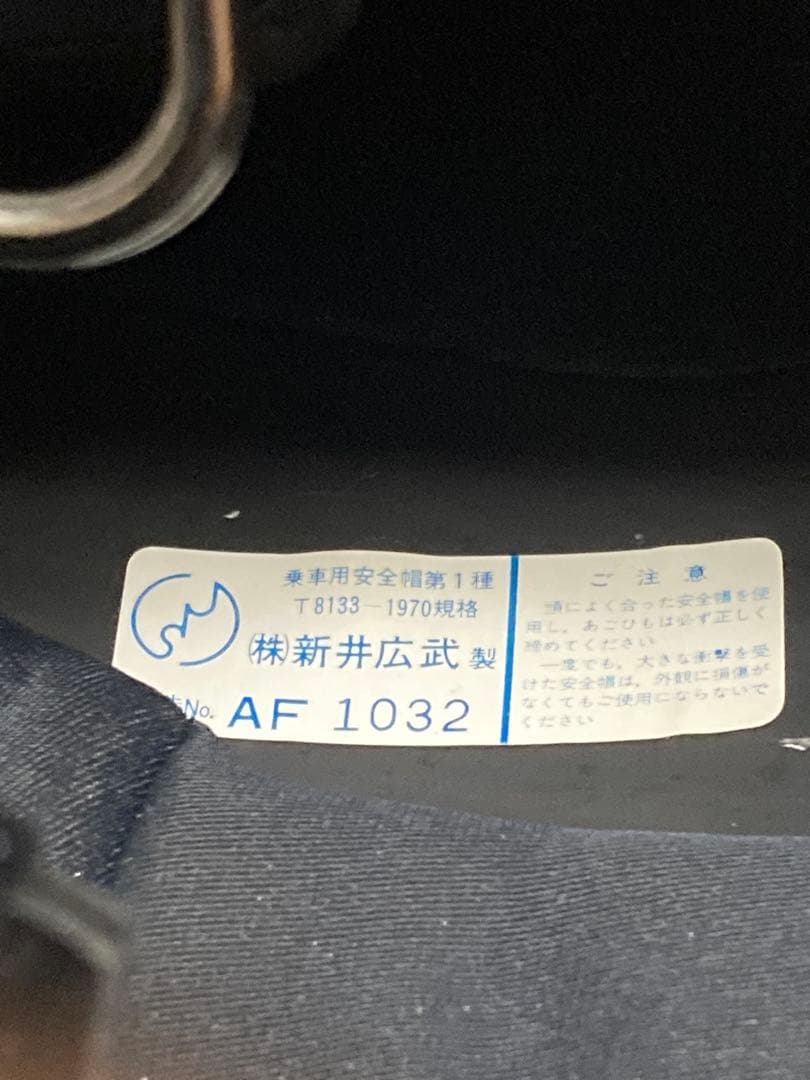 乗車用安全帽第1種
T8133-1970規格
(株)新井広武 製
No. AF 1032
ご注意
頭によく合った安全帽を使
用し、あごひもは必ず正しく
締めてください
一度でも、大きな衝撃を受
けた安全帽は、外観に損傷が
なくてもご使用にならないで
ください